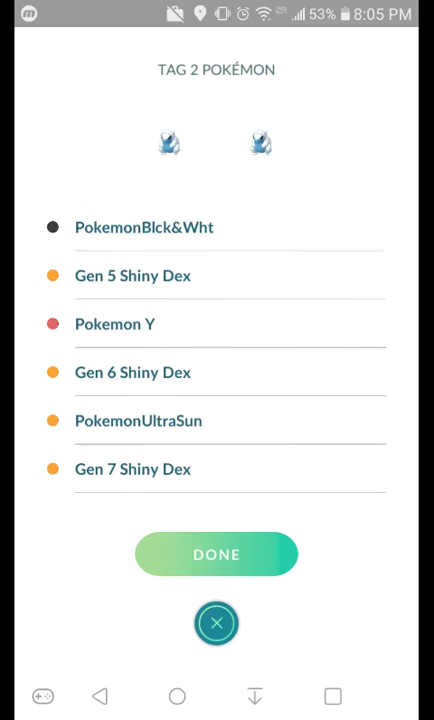 53% 8:05 PM
TAG 2 POKÉMON
PokemonBlck&Wht
Gen 5 Shiny Dex
Pokemon Y
Gen 6 Shiny Dex
PokemonUltraSun
Gen 7 Shiny Dex
DONE